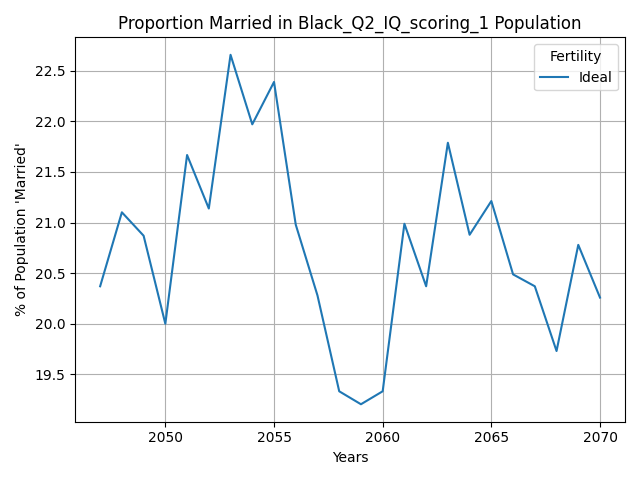 Proportion Married in Black_Q2_IQ_scoring_1 Population
Fertility
Ideal
% of Population 'Married'
22.5
22.0
21.5
21.0
20.5
20.0
19.5
2050 2055 2060 2065 2070
Years